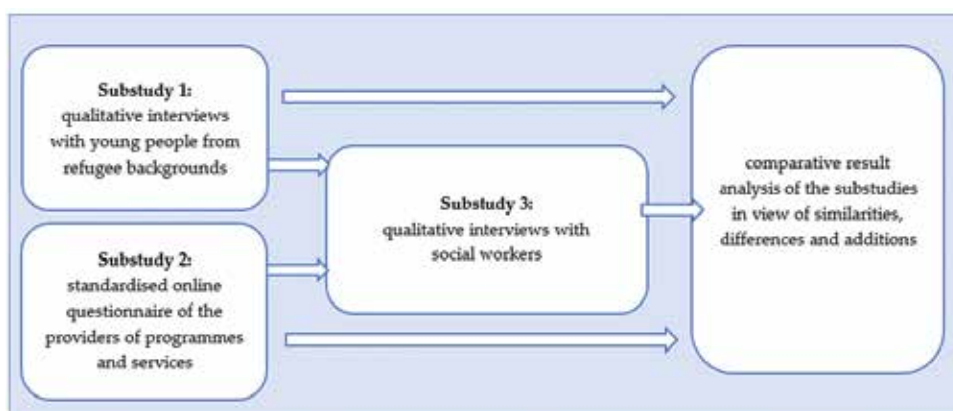 Substudy 1:
qualitative interviews
with young people from
refugee backgrounds
Substudy 2:
standardised online
questionnaire of the
providers of programmes
and services
Substudy 3:
qualitative interviews with
social workers
comparative result
analysis of the substudies
in view of similarities,
differences and additions